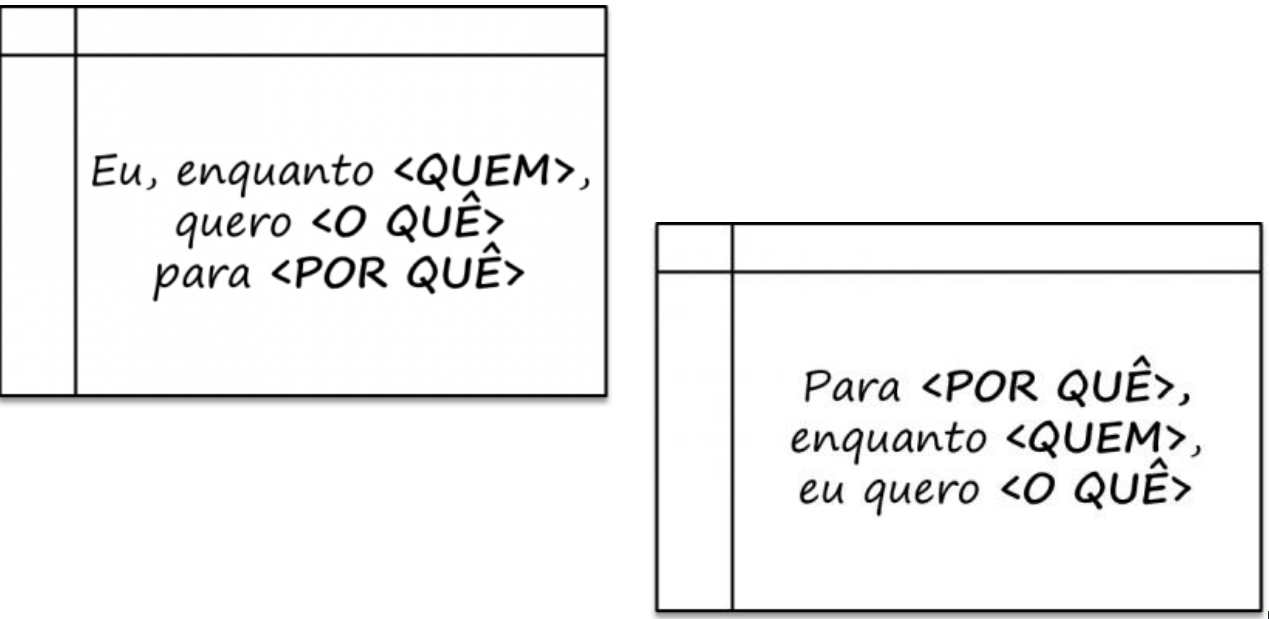 Eu, enquanto <QUEM>,
quero <O QUÊ>
para <POR QUÊ>
Para <POR QUÊ>,
enquanto <QUEM>,
eu quero <O QUÊ>